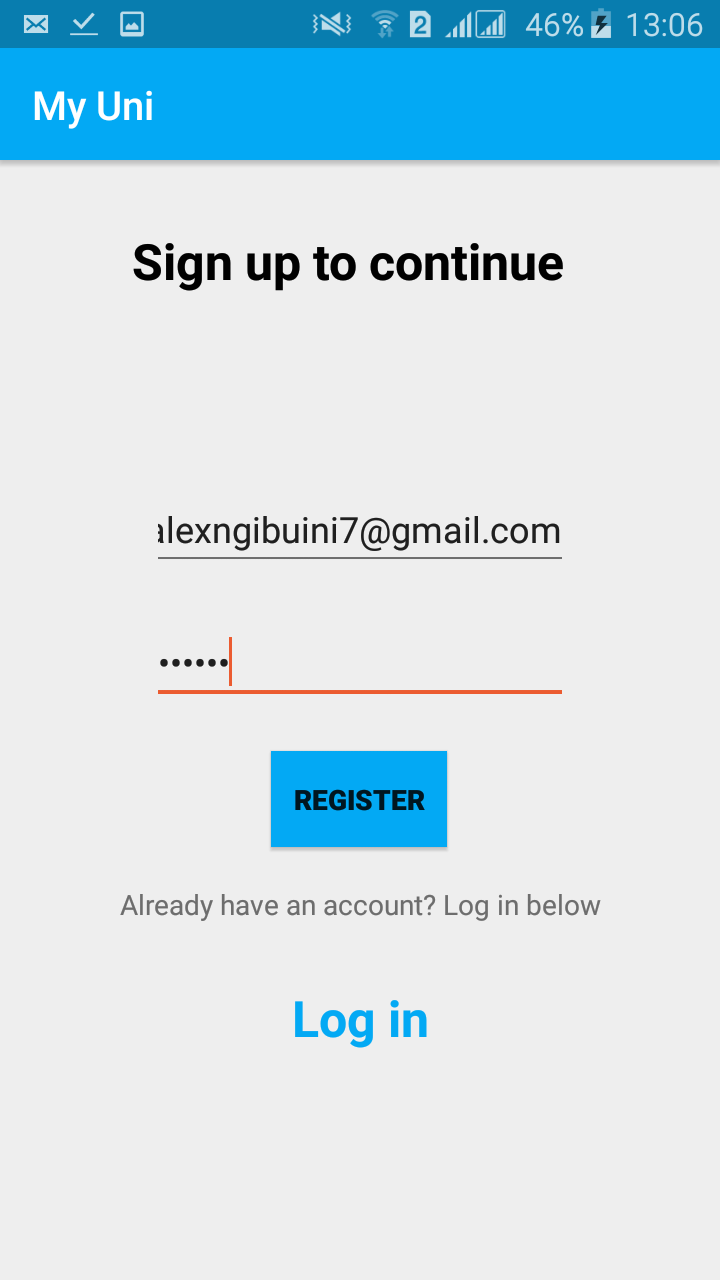 46% 13:06
My Uni
Sign up to continue
alexngibuini7@gmail.com
••••••
REGISTER
Already have an account? Log in below
Log in